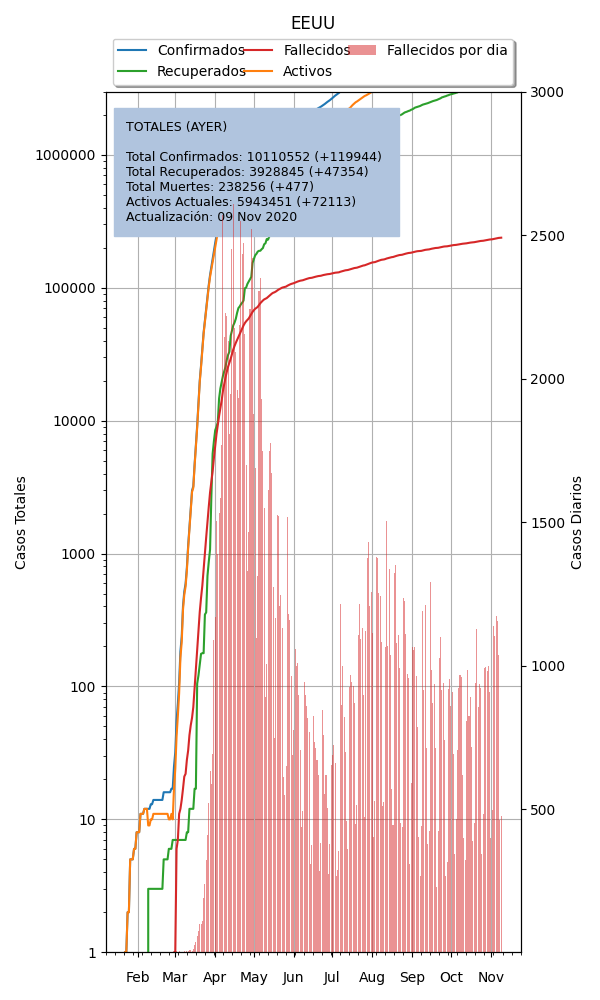 EEUU
Confirmados
Recuperados
Fallecidos
Activos
Fallecidos por dia
TOTALES (AYER)
Total Confirmados: 10110552 (+119944)
Total Recuperados: 3928845 (+47354)
Total Muertes: 238256 (+477)
Activos Actuales: 5943451 (+72113)
Actualización: 09 Nov 2020
Casos Totales
1000000
100000
10000
1000
100
10
1
3000
2500
2000
1500
1000
500
Casos Diarios
Feb Mar Apr May Jun Jul Aug Sep Oct Nov